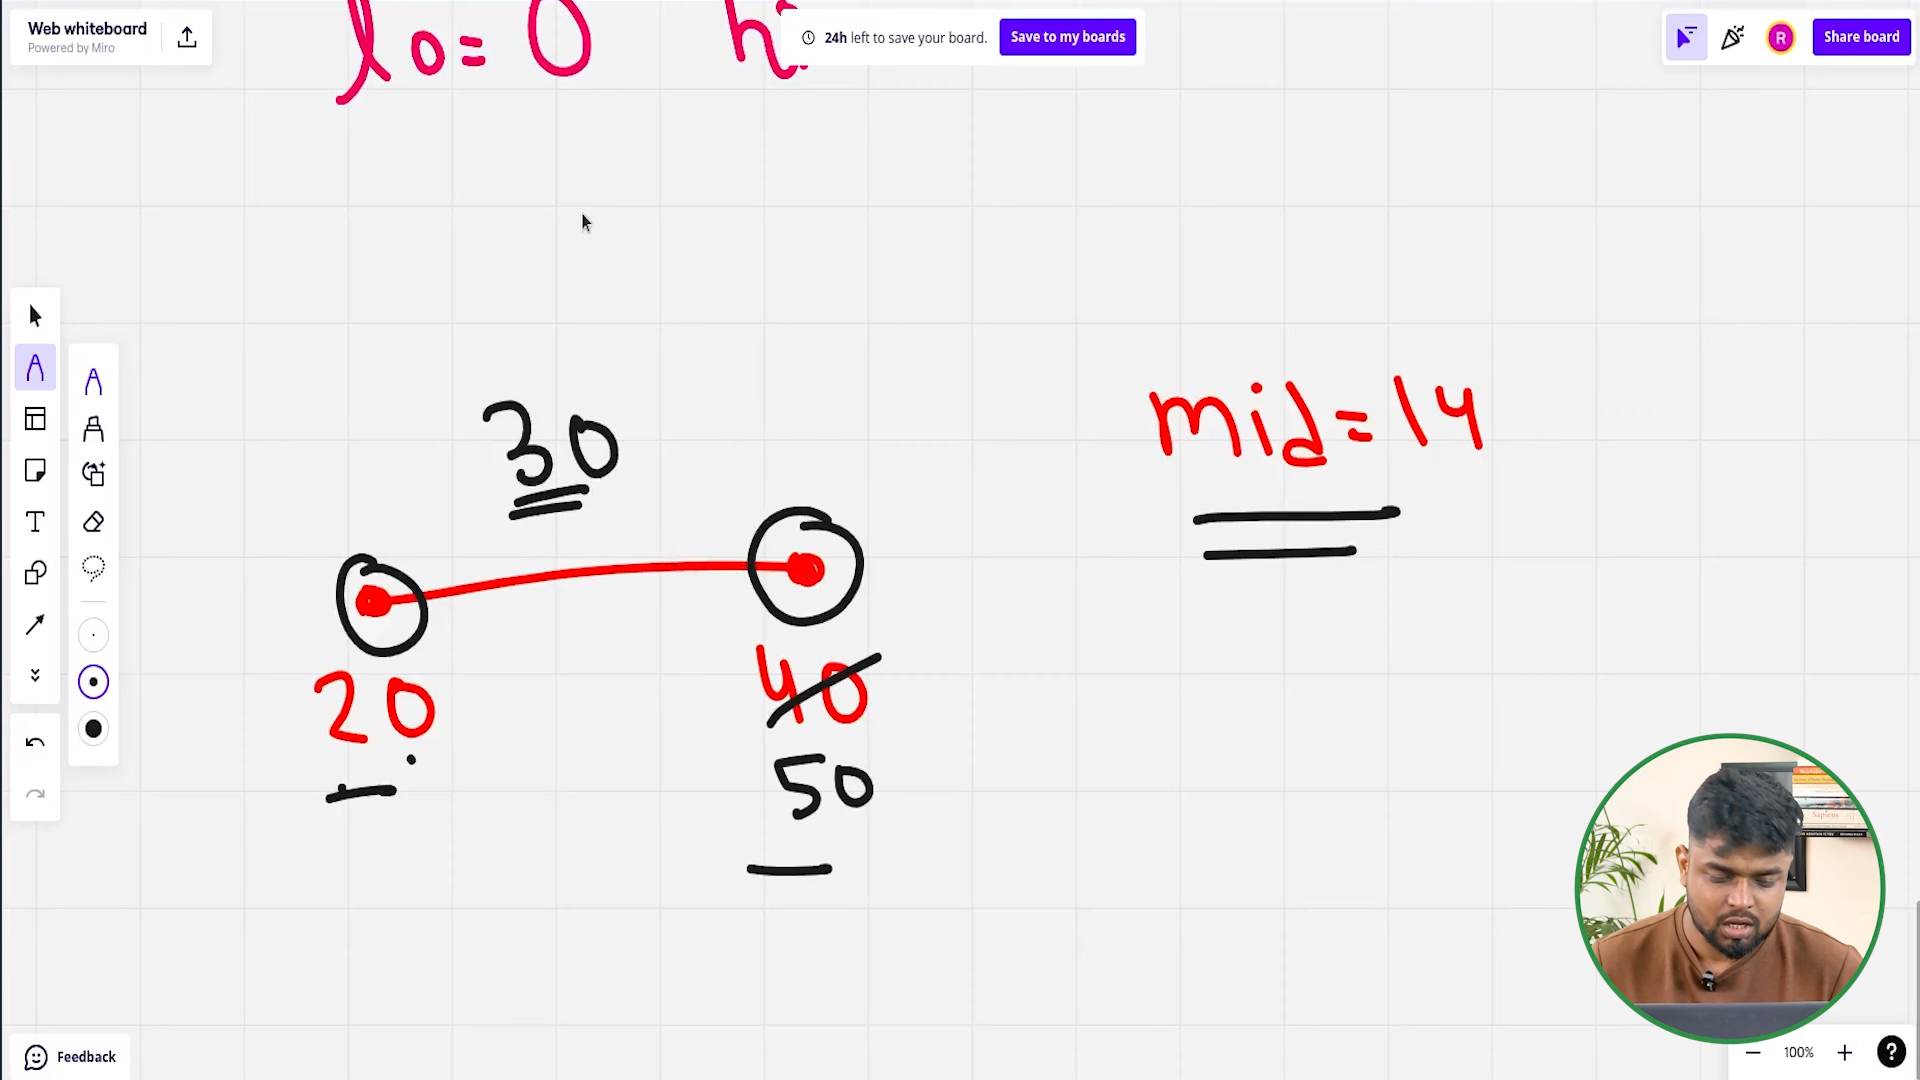 Web whiteboard
Powered by Miro
24h left to save your board.
Save to my boards
Share board
R
lo=0
30
mid=14
20
40
50
T
Sapiens
Feedback
100%
?